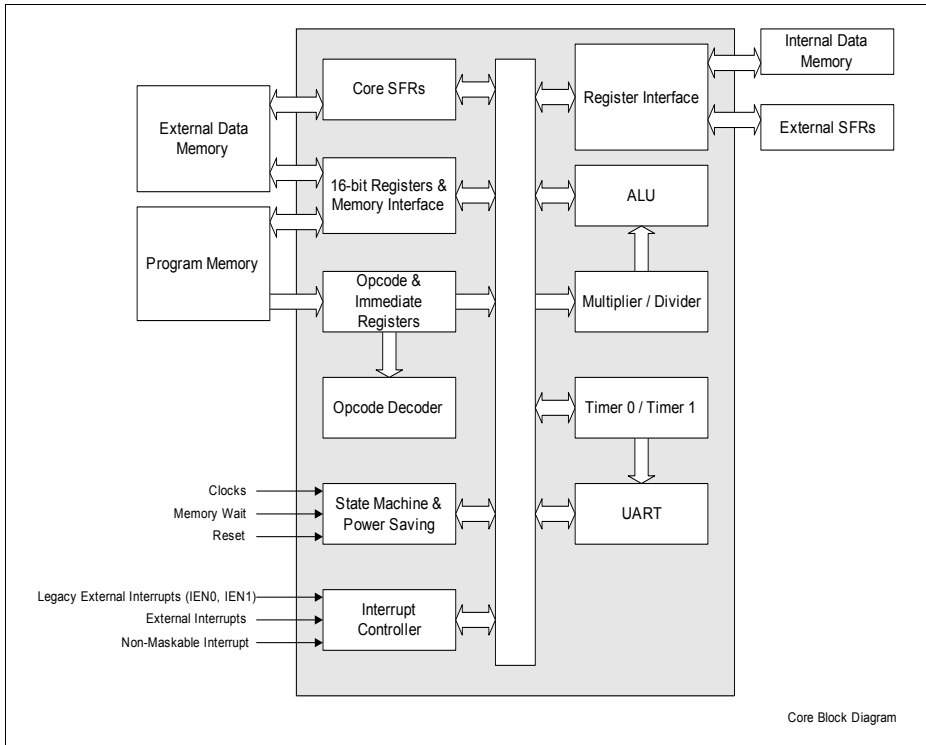 Core SFRs
External Data
Memory
16-bit Registers &
Memory Interface
Program Memory
Opcode &
Immediate
Registers
Opcode Decoder
Clocks
Memory Wait
Reset
State Machine &
Power Saving
Legacy External Interrupts (IEN0, IEN1)
External Interrupts
Non-Maskable Interrupt
Interrupt
Controller
Register Interface
Internal Data
Memory
External SFRs
ALU
Multiplier / Divider
Timer 0 / Timer 1
UART
Core Block Diagram